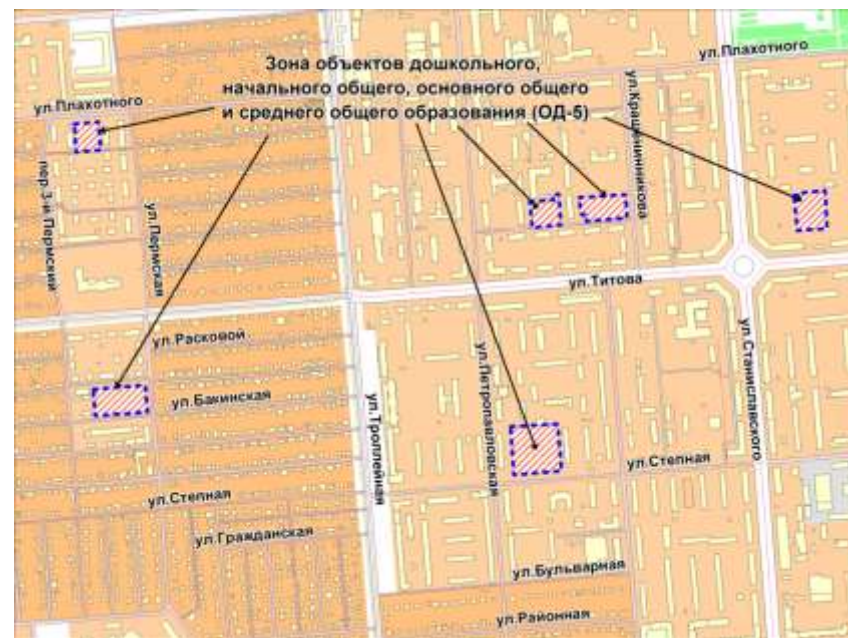 ул.Плахотного
Зона объектов дошкольного,
начального общего, основного общего
и среднего общего образования (ОД-5)
ул.Плахотного
ул.Крашенинникова
пер.3-й Пермский
ул.Пермская
ул.Титова
ул.Расковой
ул.Бакинская
ул.Троллейная
ул.Петропавловская
ул.Станиславского
ул.Степная
ул.Степная
ул.Гражданская
ул.Бульварная
ул.Районная